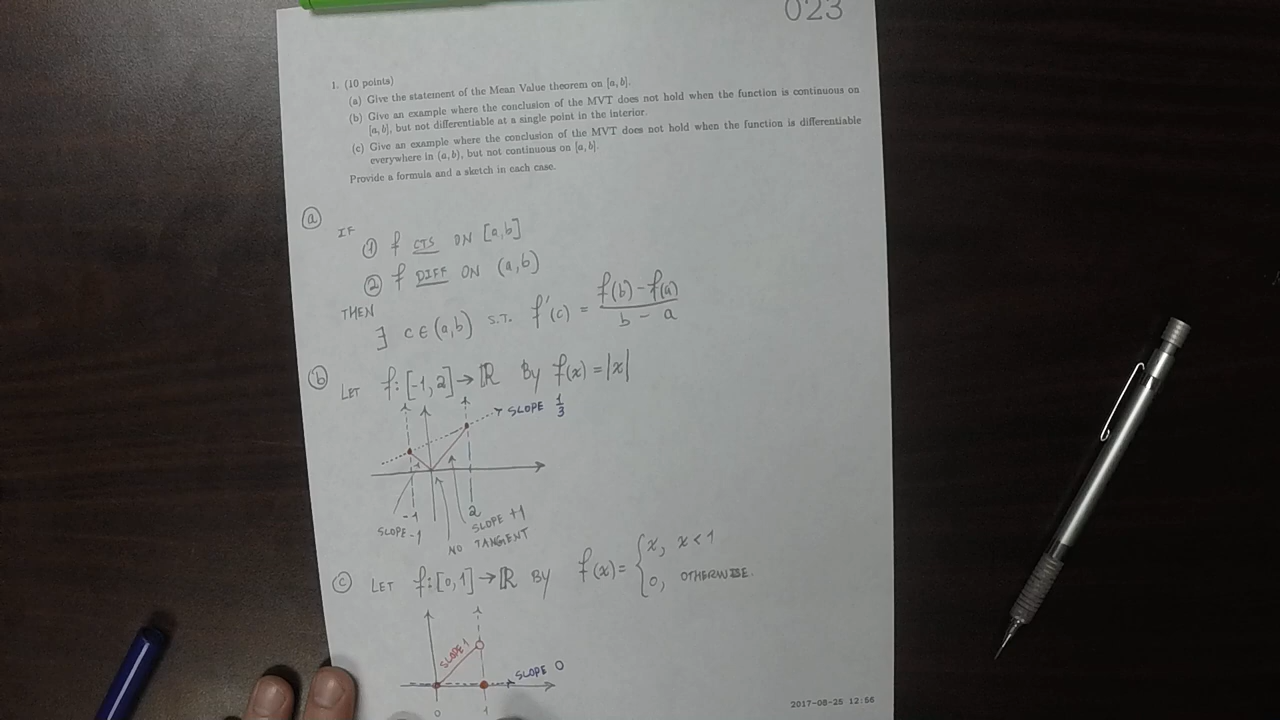 023
1. (10 points)
(a) Give the statement of the Mean Value theorem on [a, b].
(b) Give an example where the conclusion of the MVT does not hold when the function is continuous on
[a, b], but not differentiable at a single point in the interior.
(c) Give an example where the conclusion of the MVT does not hold when the function is differentiable
everywhere in (a, b), but not continuous on [a, b].
Provide a formula and a sketch in each case.
ⓐ IF
① f CTS ON [a,b]
② f DIFF ON (a,b)
THEN
∃ c ∈ (a,b) S.T. f'(c) = (f(b) - f(a)) / (b - a)
ⓑ LET f: [-1, 2] → ℝ BY f(x) = |x|
SLOPE 1/3
-1
2
SLOPE -1
SLOPE +1
NO TANGENT
ⓒ LET f: [0,1] → ℝ BY f(x) = { x, x < 1
0, OTHERWISE.
SLOPE 1
SLOPE 0
0
1
2017-08-25 12:56